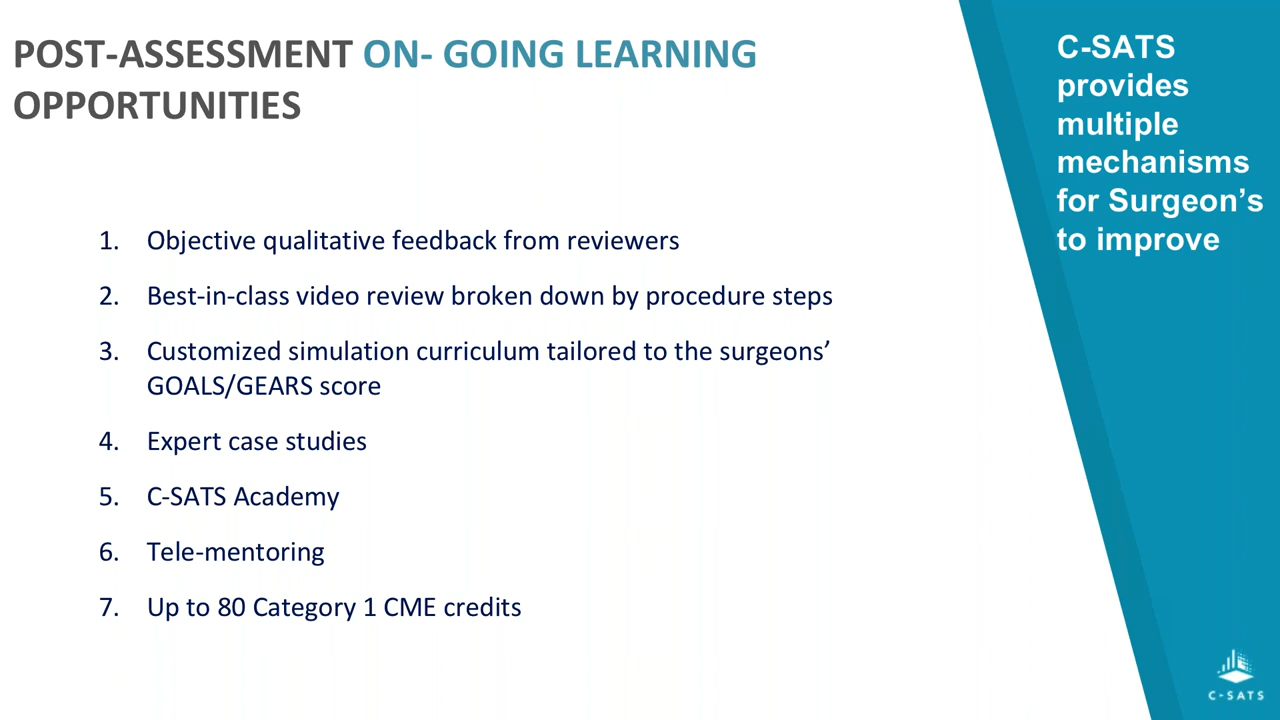 POST-ASSESSMENT ON- GOING LEARNING
OPPORTUNITIES
1. Objective qualitative feedback from reviewers
2. Best-in-class video review broken down by procedure steps
3. Customized simulation curriculum tailored to the surgeons’
GOALS/GEARS score
4. Expert case studies
5. C-SATS Academy
6. Tele-mentoring
7. Up to 80 Category 1 CME credits
C-SATS
provides
multiple
mechanisms
for Surgeon’s
to improve
C-SATS